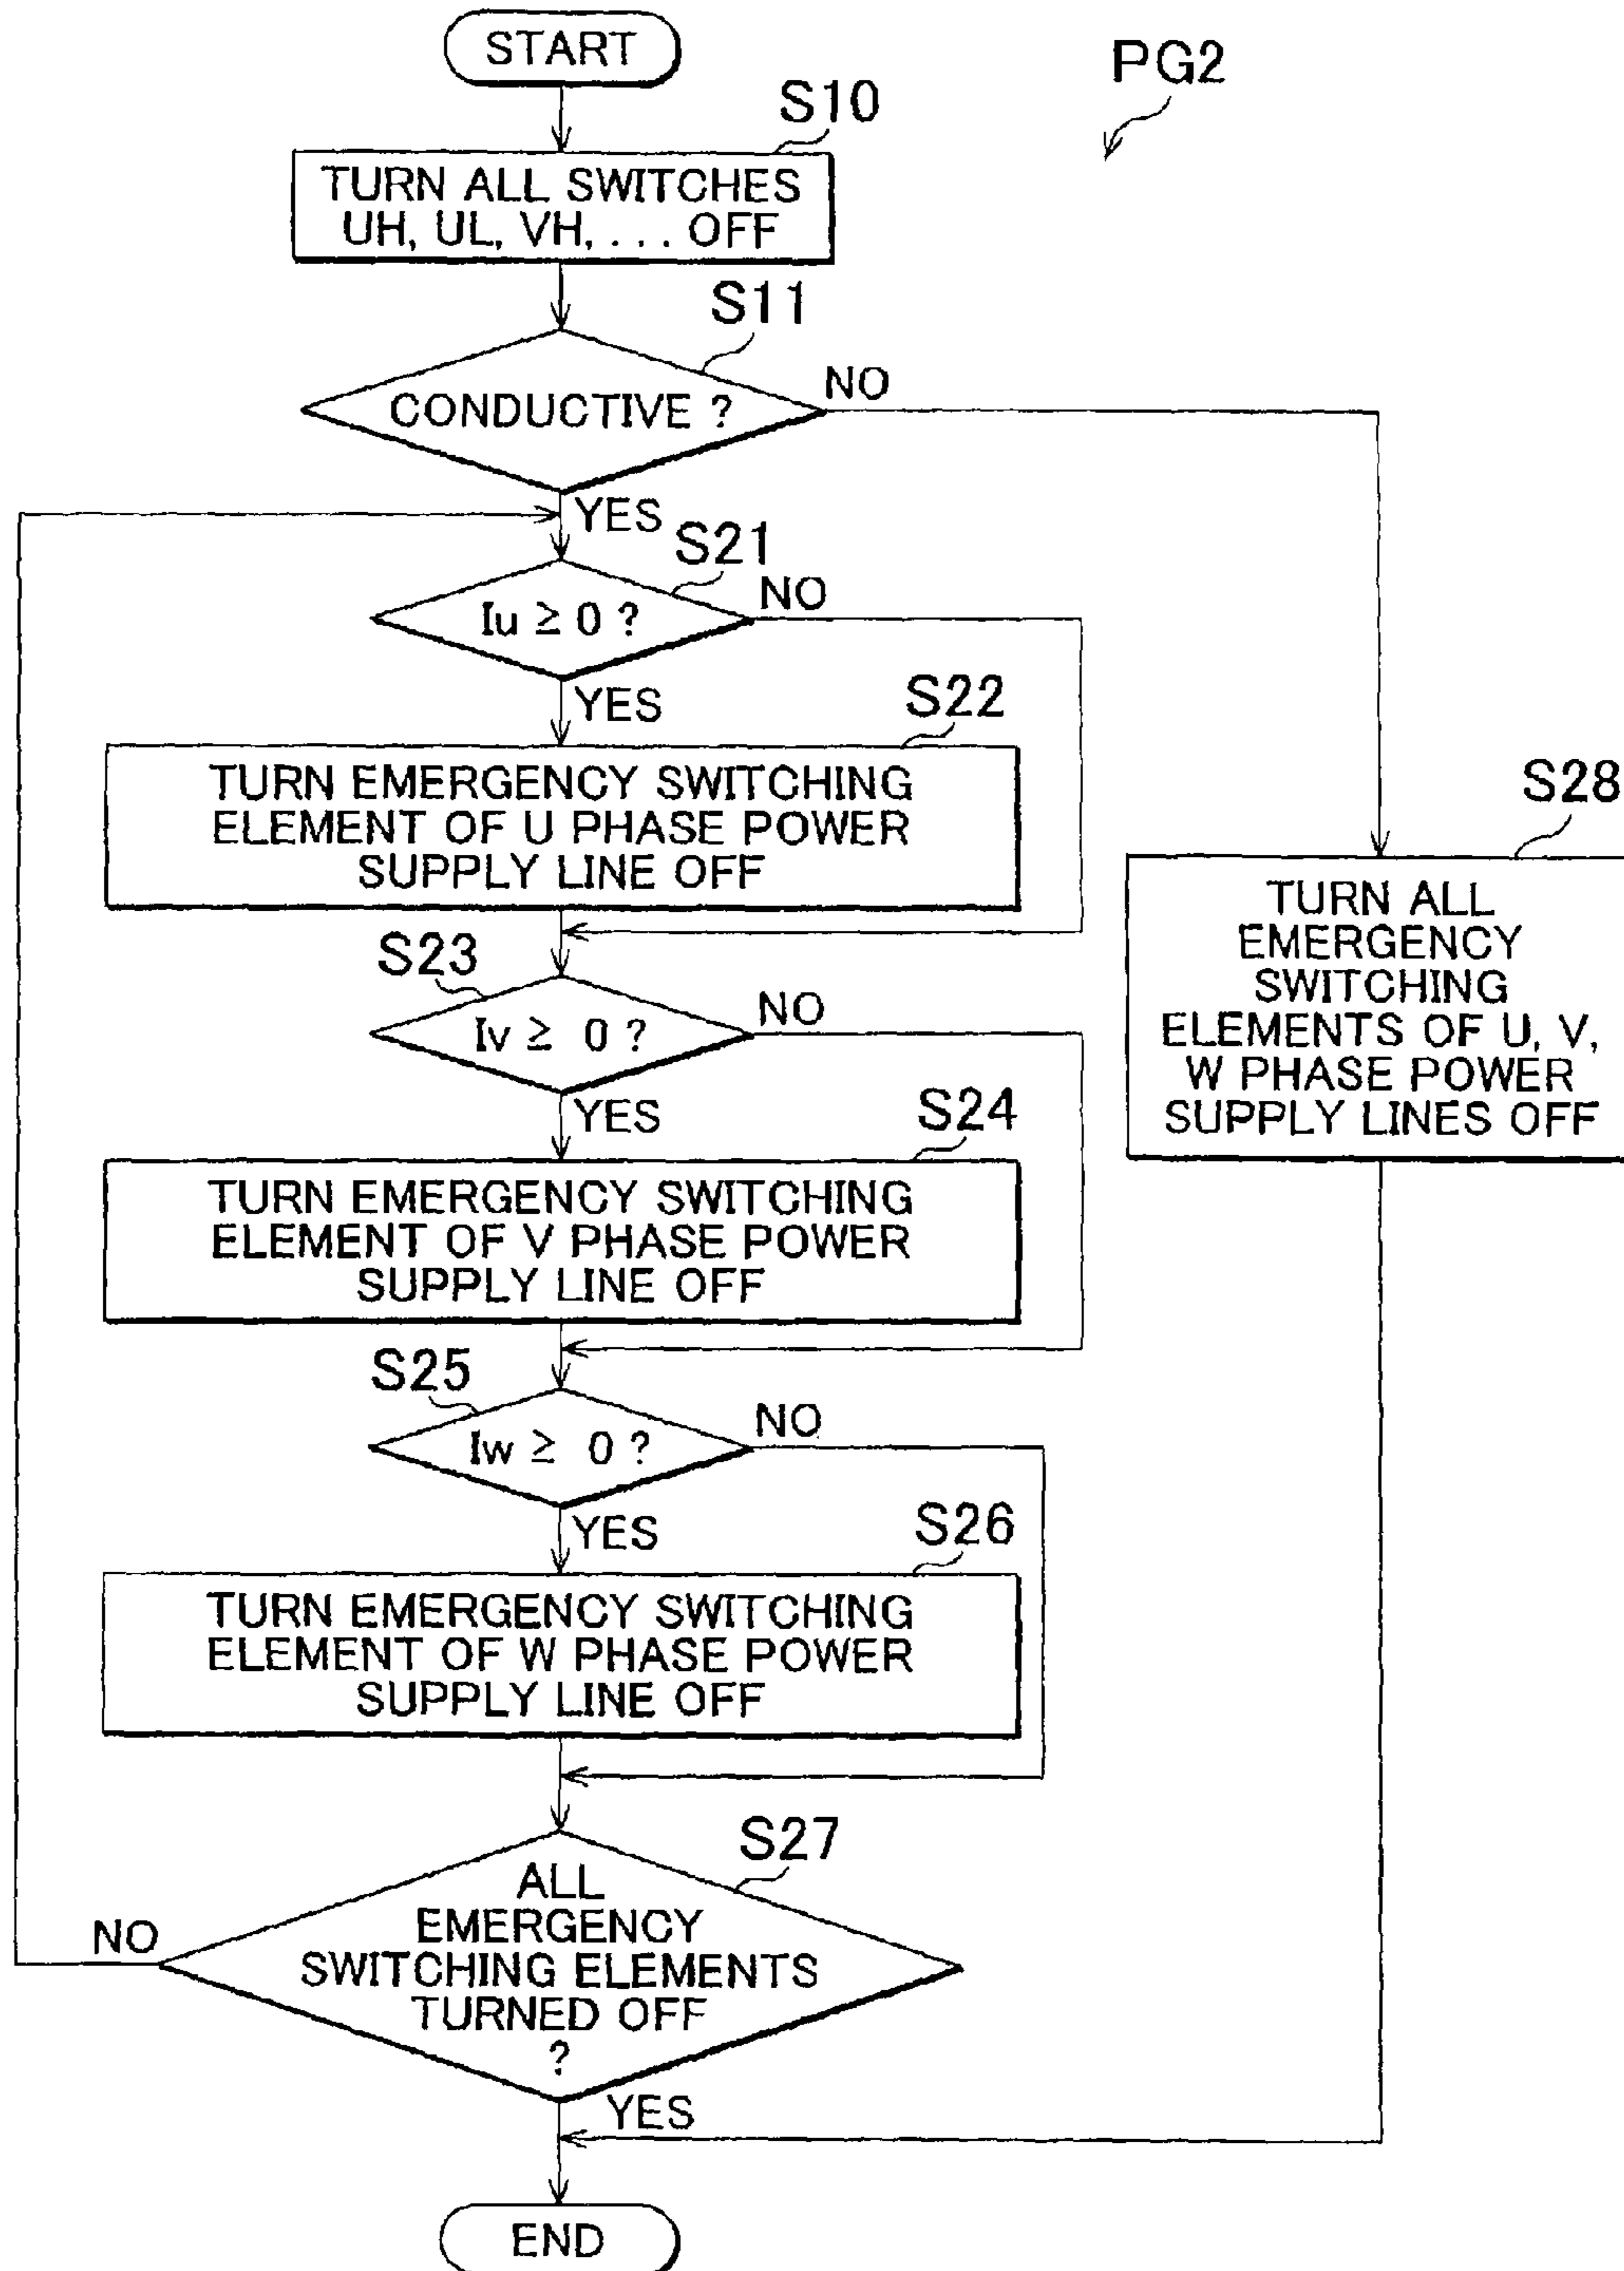 START
PG2
S10
TURN ALL SWITCHES
UH, UL, VH, . . . OFF
S11
CONDUCTIVE ?
NO
YES
S21
Iu ≥ 0 ?
NO
YES
S22
TURN EMERGENCY SWITCHING
ELEMENT OF U PHASE POWER
SUPPLY LINE OFF
S28
TURN ALL
EMERGENCY
SWITCHING
ELEMENTS OF U, V,
W PHASE POWER
SUPPLY LINES OFF
S23
Iv ≥ 0 ?
NO
YES
S24
TURN EMERGENCY SWITCHING
ELEMENT OF V PHASE POWER
SUPPLY LINE OFF
S25
Iw ≥ 0 ?
NO
YES
S26
TURN EMERGENCY SWITCHING
ELEMENT OF W PHASE POWER
SUPPLY LINE OFF
S27
ALL
EMERGENCY
SWITCHING ELEMENTS
TURNED OFF
?
NO
YES
END